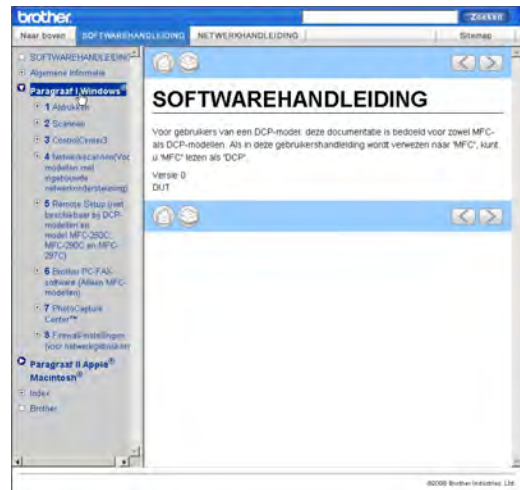 brother.
Zoeken
Naar boven
SOFTWAREHANDLEIDING
NETWERKHANDLEIDING
Sitemap
SOFTWAREHANDLEIDING
Algemene Informatie
Paragraaf I Windows®
1 Afdrukken
2 Scannen
3 ControlCenter3
4 Netwerkscannen(Voor
modellen met
ingebouwde
netwerkondersteuning)
5 Remote Setup (niet
beschikbaar bij DCP-
modellen en
model MFC-250C,
MFC-290C en MFC-
297C)
6 Brother PC-FAX-
software (Alleen MFC-
modellen)
7 PhotoCapture
Center™
8 Firewall-instellingen
(voor netwerkgebruikers
Paragraaf II Apple®
Macintosh®
Index
Brother
SOFTWAREHANDLEIDING
Voor gebruikers van een DCP-model: deze documentatie is bedoeld voor zowel MFC-
als DCP-modellen. Als in deze gebruikershandleiding wordt verwezen naar 'MFC', kunt
u 'MFC' lezen als 'DCP'.
Versie 0
DUT
©2008 Brother Industries, Ltd.